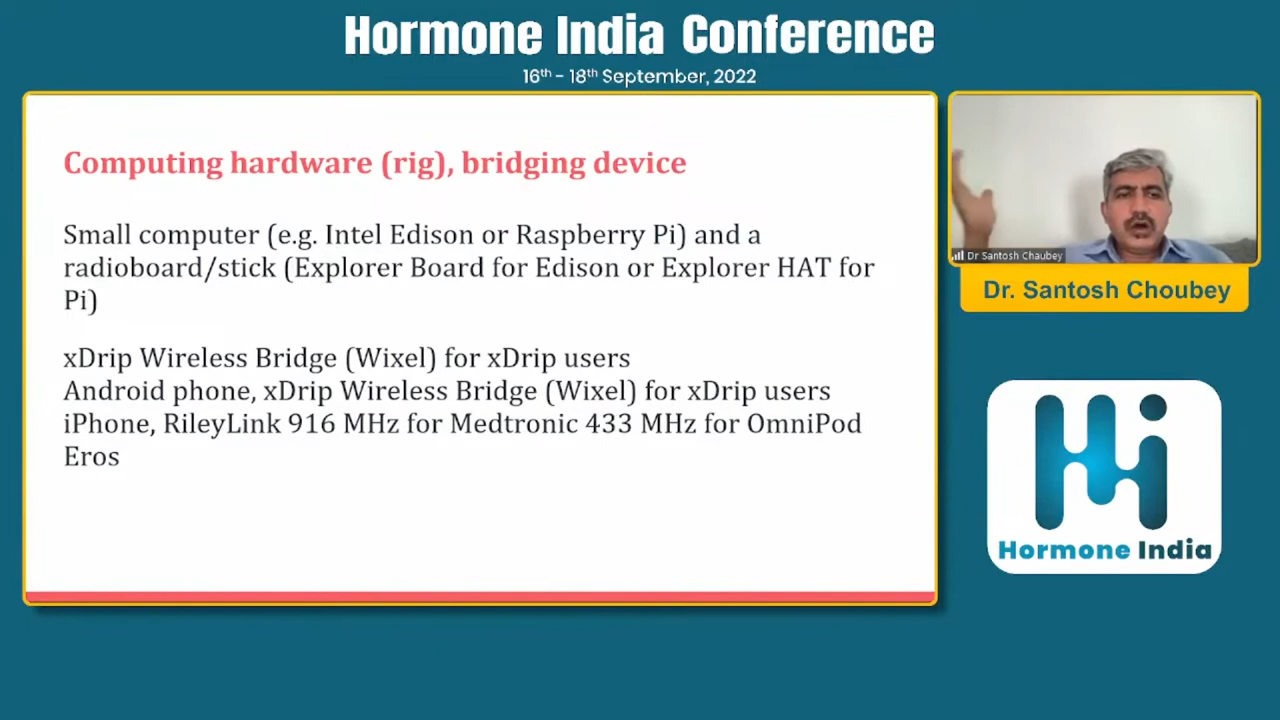 Hormone India Conference
16th - 18th September, 2022
Computing hardware (rig), bridging device
Small computer (e.g. Intel Edison or Raspberry Pi) and a
radioboard/stick (Explorer Board for Edison or Explorer HAT for
Pi)
xDrip Wireless Bridge (Wixel) for xDrip users
Android phone, xDrip Wireless Bridge (Wixel) for xDrip users
iPhone, RileyLink 916 MHz for Medtronic 433 MHz for OmniPod
Eros
Dr Santosh Chaubey
Dr. Santosh Choubey
Hi
Hormone India